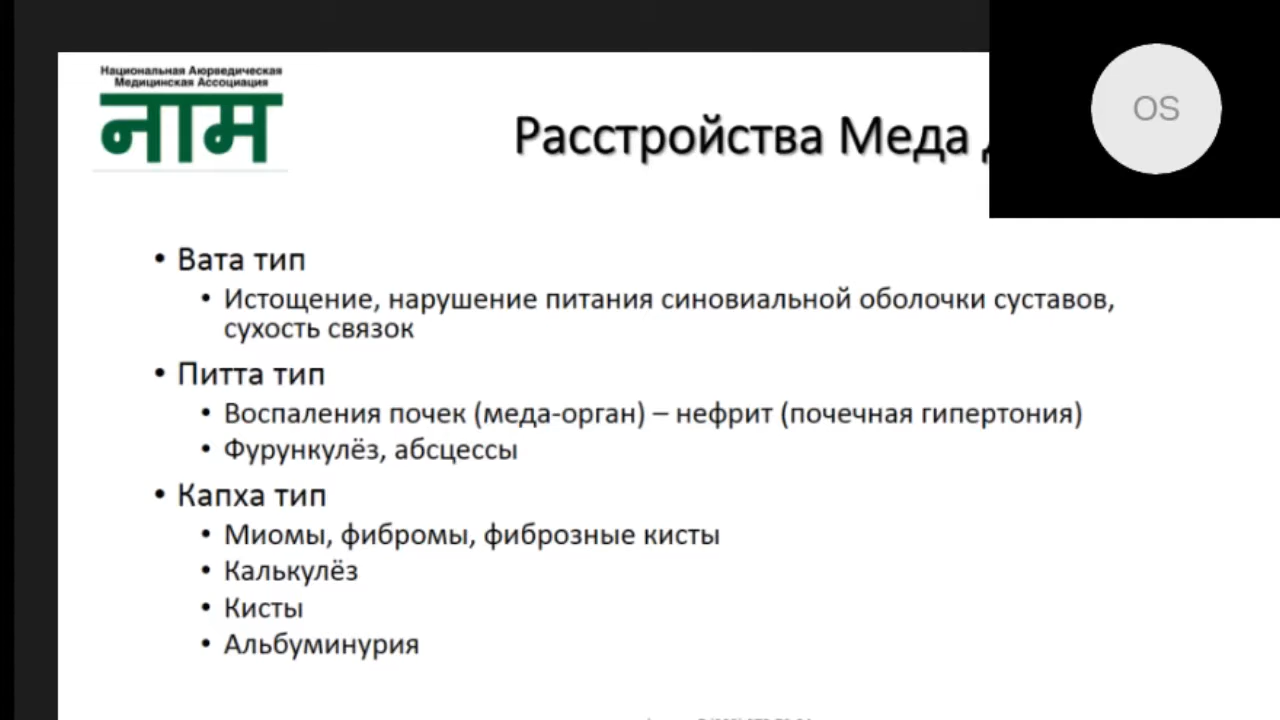 Национальная Аюрведическая
Медицинская Ассоциация
नाम
OS
Расстройства Меда
• Вата тип
• Истощение, нарушение питания синовиальной оболочки суставов,
сухость связок
• Питта тип
• Воспаления почек (меда-орган) – нефрит (почечная гипертония)
• Фурункулёз, абсцессы
• Капха тип
• Миомы, фибромы, фиброзные кисты
• Калькулёз
• Кисты
• Альбуминурия